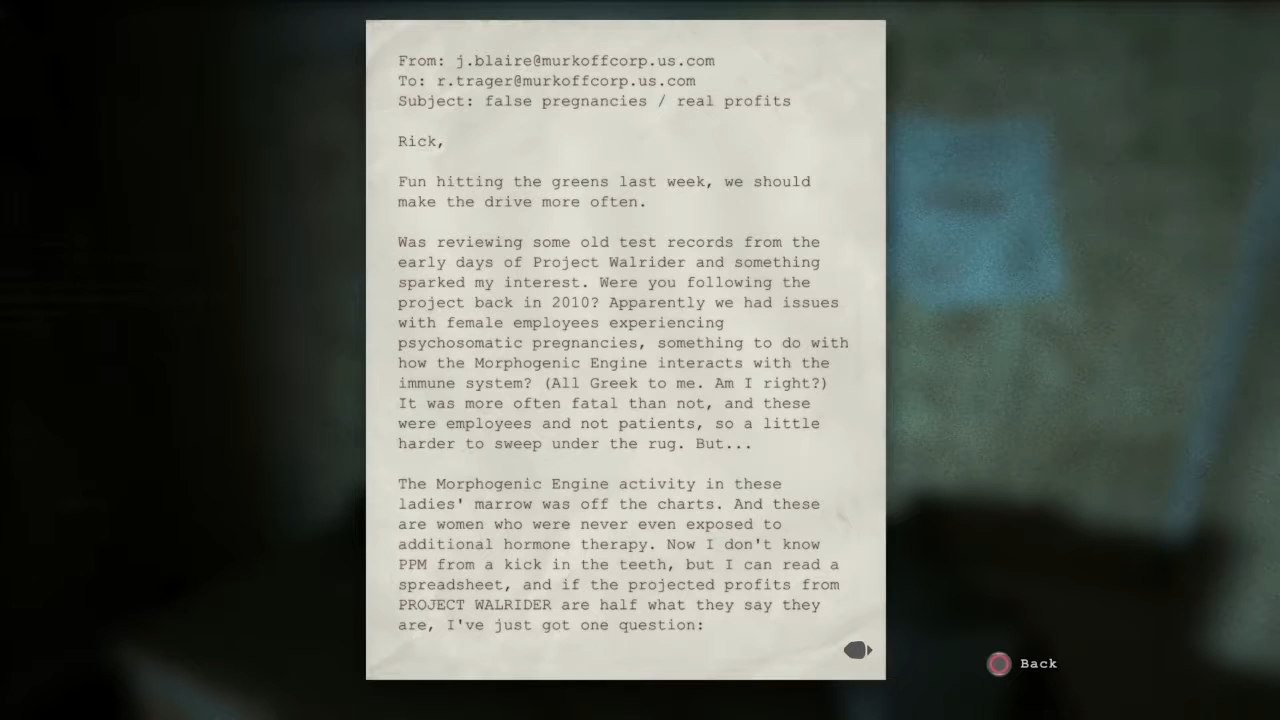 From: j.blaire@murkoffcorp.us.com
To: r.trager@murkoffcorp.us.com
Subject: false pregnancies / real profits
Rick,
Fun hitting the greens last week, we should
make the drive more often.
Was reviewing some old test records from the
early days of Project Walrider and something
sparked my interest. Were you following the
project back in 2010? Apparently we had issues
with female employees experiencing
psychosomatic pregnancies, something to do with
how the Morphogenic Engine interacts with the
immune system? (All Greek to me. Am I right?)
It was more often fatal than not, and these
were employees and not patients, so a little
harder to sweep under the rug. But...
The Morphogenic Engine activity in these
ladies' marrow was off the charts. And these
are women who were never even exposed to
additional hormone therapy. Now I don't know
PPM from a kick in the teeth, but I can read a
spreadsheet, and if the projected profits from
PROJECT WALRIDER are half what they say they
are, I've just got one question:
Back